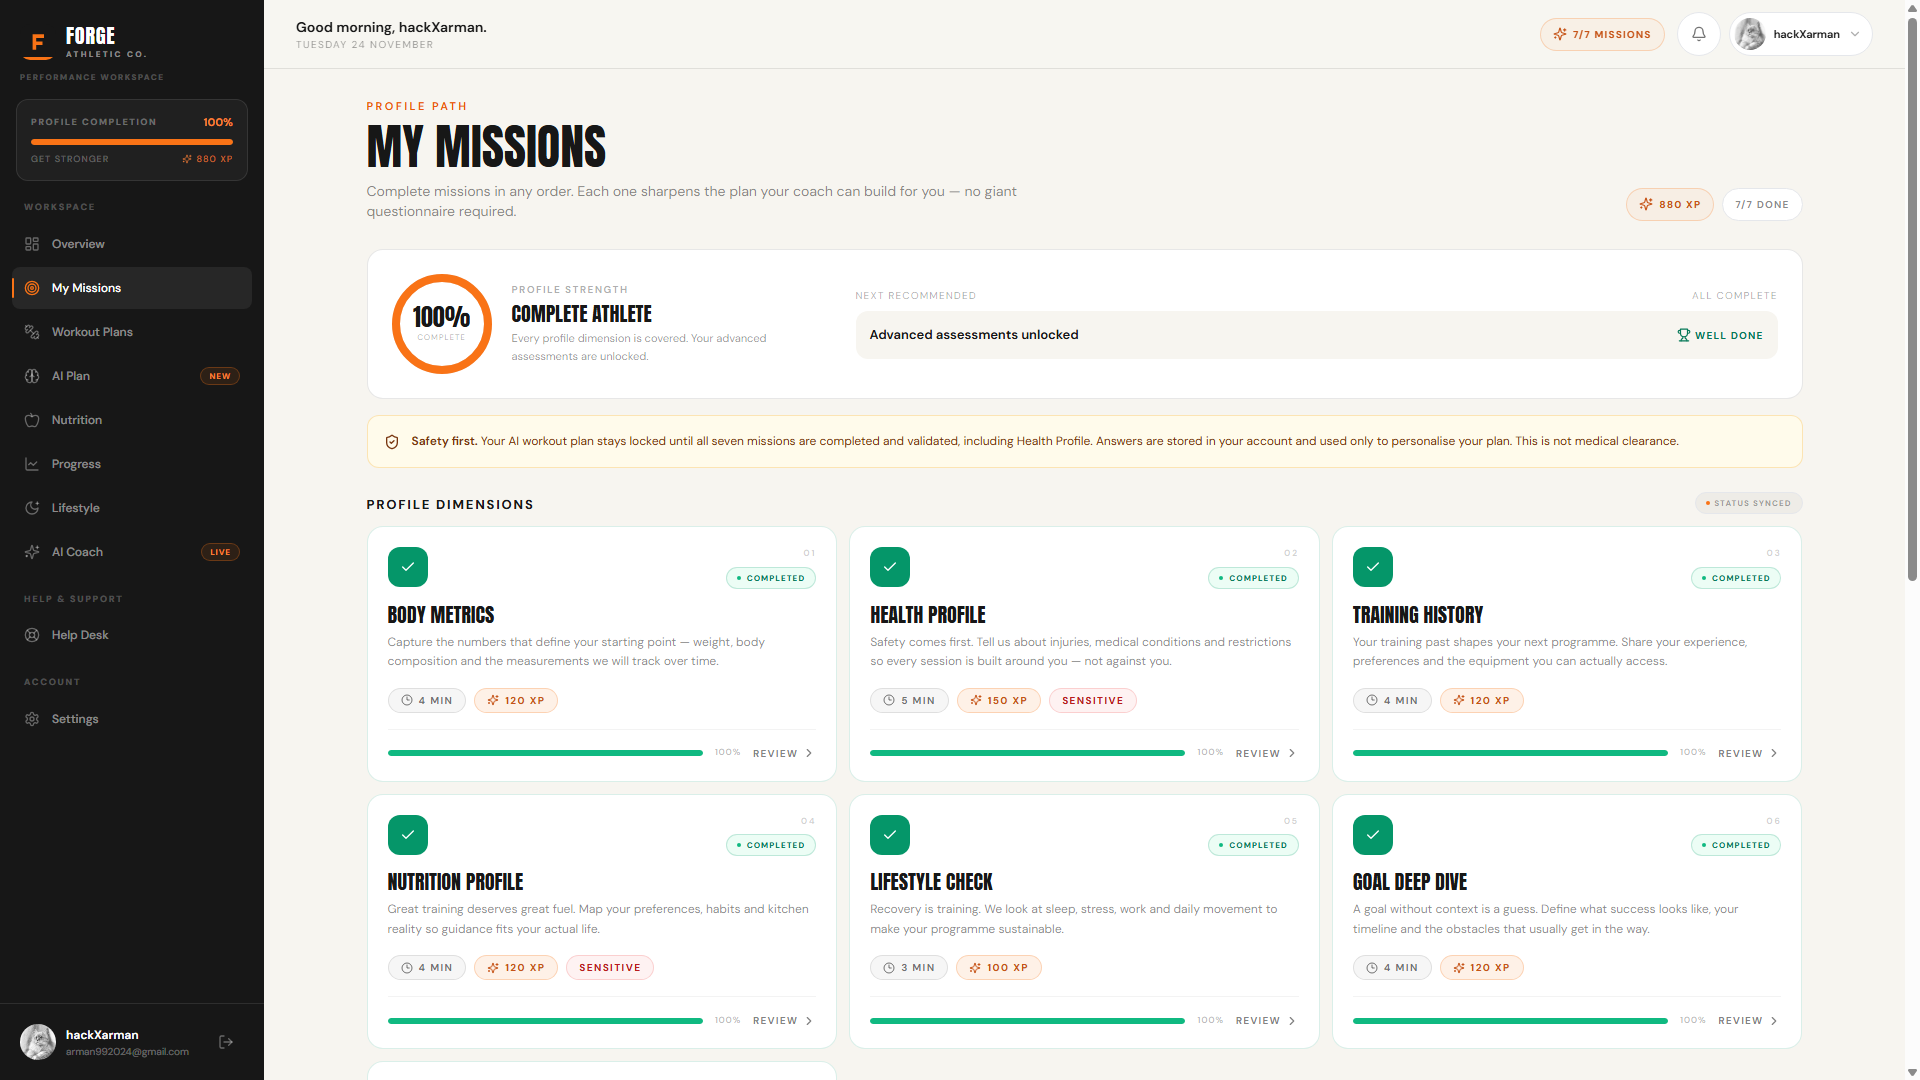 F
FORGE
ATHLETIC CO.
PERFORMANCE WORKSPACE
PROFILE COMPLETION
100%
GET STRONGER
880 XP
WORKSPACE
Overview
My Missions
Workout Plans
AI Plan
NEW
Nutrition
Progress
Lifestyle
AI Coach
LIVE
HELP & SUPPORT
Help Desk
ACCOUNT
Settings
hackXarman
arman992024@gmail.com
Good morning, hackXarman.
TUESDAY 24 NOVEMBER
7/7 MISSIONS
hackXarman
PROFILE PATH
MY MISSIONS
Complete missions in any order. Each one sharpens the plan your coach can build for you — no giant
questionnaire required.
880 XP
7/7 DONE
100%
COMPLETE
PROFILE STRENGTH
COMPLETE ATHLETE
Every profile dimension is covered. Your advanced
assessments are unlocked.
NEXT RECOMMENDED
ALL COMPLETE
Advanced assessments unlocked
WELL DONE
Safety first. Your AI workout plan stays locked until all seven missions are completed and validated, including Health Profile. Answers are stored in your account and used only to personalise your plan. This is not medical clearance.
PROFILE DIMENSIONS
STATUS SYNCED
01
COMPLETED
BODY METRICS
Capture the numbers that define your starting point — weight, body
composition and the measurements we will track over time.
4 MIN
120 XP
100%
REVIEW
02
COMPLETED
HEALTH PROFILE
Safety comes first. Tell us about injuries, medical conditions and restrictions
so every session is built around you — not against you.
5 MIN
150 XP
SENSITIVE
100%
REVIEW
03
COMPLETED
TRAINING HISTORY
Your training past shapes your next programme. Share your experience,
preferences and the equipment you can actually access.
4 MIN
120 XP
100%
REVIEW
04
COMPLETED
NUTRITION PROFILE
Great training deserves great fuel. Map your preferences, habits and kitchen
reality so guidance fits your actual life.
4 MIN
120 XP
SENSITIVE
100%
REVIEW
05
COMPLETED
LIFESTYLE CHECK
Recovery is training. We look at sleep, stress, work and daily movement to
make your programme sustainable.
3 MIN
100 XP
100%
REVIEW
06
COMPLETED
GOAL DEEP DIVE
A goal without context is a guess. Define what success looks like, your
timeline and the obstacles that usually get in the way.
4 MIN
120 XP
100%
REVIEW